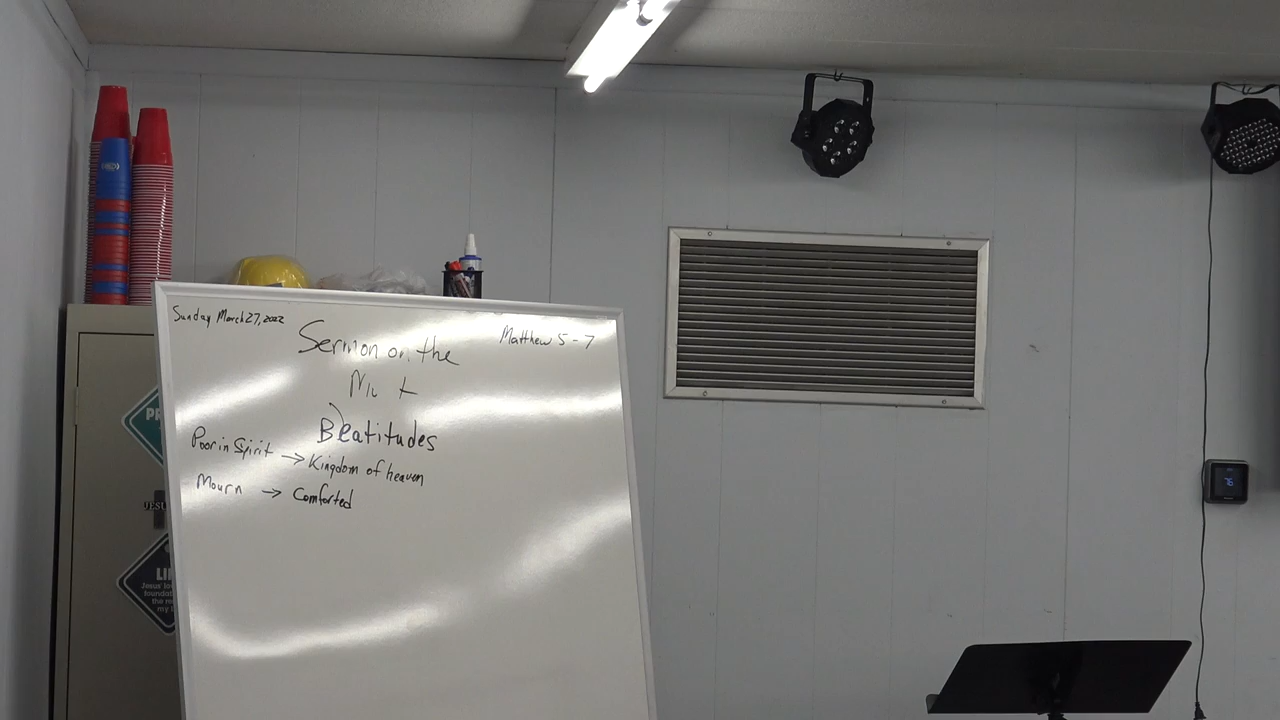 Sunday March 27, 2022
Matthew 5-7
Sermon on the
Beatitudes
Poor in Spirit → Kingdom of heaven
Mourn → Comforted
76